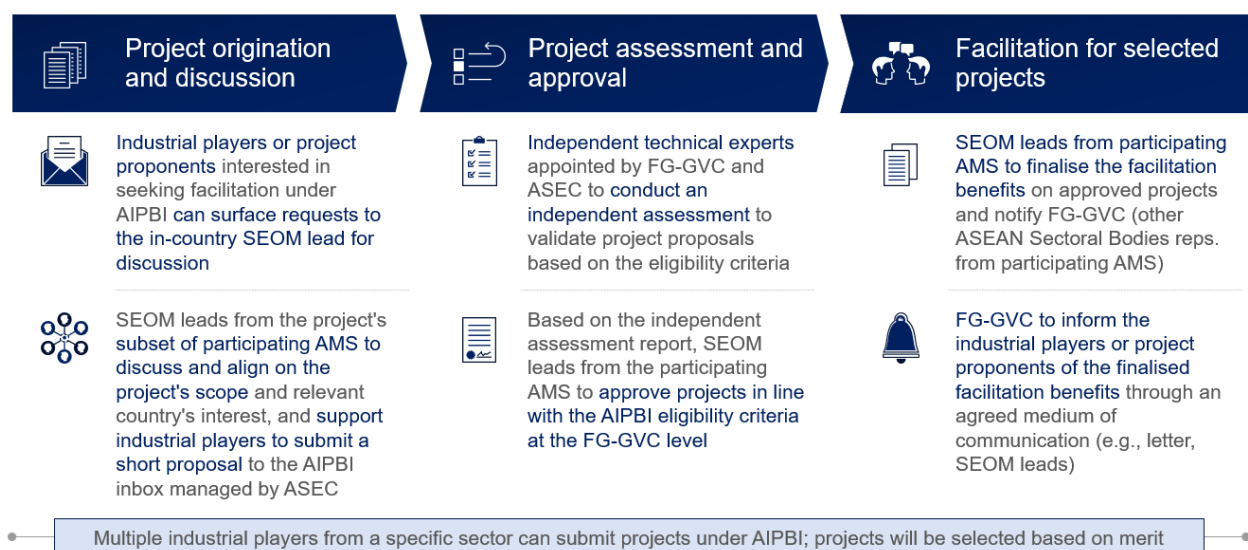 Project origination
and discussion
Industrial players or project
proponents interested in
seeking facilitation under
AIPBI can surface requests to
the in-country SEOM lead for
discussion
SEOM leads from the project's
subset of participating AMS to
discuss and align on the
project's scope and relevant
country's interest, and support
industrial players to submit a
short proposal to the AIPBI
inbox managed by ASEC
Project assessment and
approval
Independent technical experts
appointed by FG-GVC and
ASEC to conduct an
independent assessment to
validate project proposals
based on the eligibility criteria
Based on the independent
assessment report, SEOM
leads from the participating
AMS to approve projects in line
with the AIPBI eligibility criteria
at the FG-GVC level
Facilitation for selected
projects
SEOM leads from participating
AMS to finalise the facilitation
benefits on approved projects
and notify FG-GVC (other
ASEAN Sectoral Bodies reps.
from participating AMS)
FG-GVC to inform the
industrial players or project
proponents of the finalised
facilitation benefits through an
agreed medium of
communication (e.g., letter,
SEOM leads)
Multiple industrial players from a specific sector can submit projects under AIPBI; projects will be selected based on merit